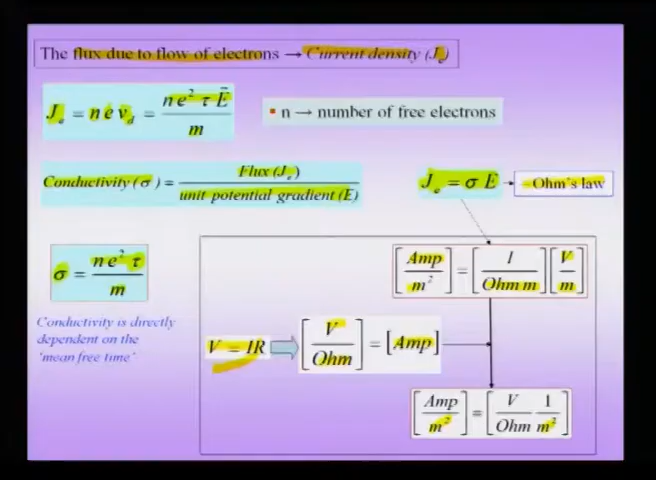 The flux due to flow of electrons → Current density (Jₑ)
Jₑ = n e v_d = n e² τ E⃗ / m
▪ n → number of free electrons
Conductivity (σ) = Flux (Jₑ) / unit potential gradient (E)
Jₑ = σ E
~Ohm's law
σ = n e² τ / m
[Amp / m²] = [1 / Ohm m] [V / m]
Conductivity is directly
dependent on the
'mean free time'
V = IR
[V / Ohm] = [Amp]
[Amp / m²] = [V / Ohm 1 / m²]